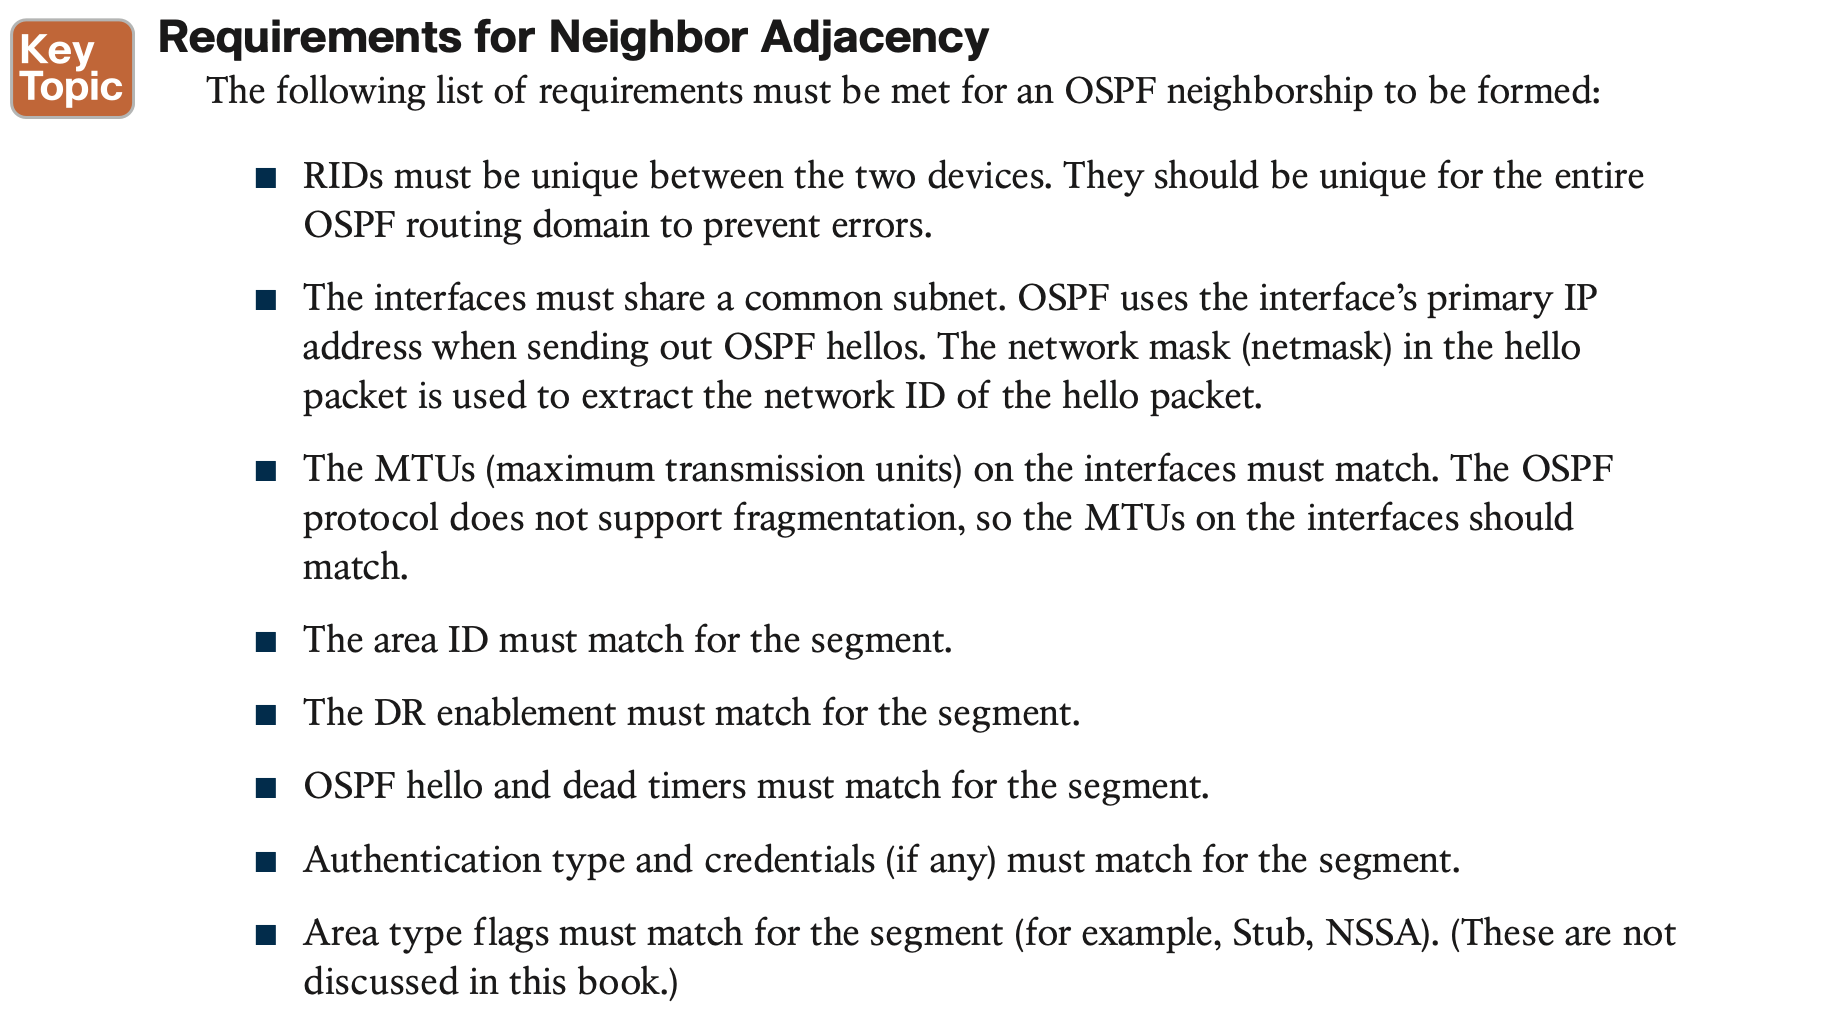 Key
Topic
Requirements for Neighbor Adjacency
The following list of requirements must be met for an OSPF neighborship to be formed:
■ RIDs must be unique between the two devices. They should be unique for the entire
OSPF routing domain to prevent errors.
■ The interfaces must share a common subnet. OSPF uses the interface’s primary IP
address when sending out OSPF hellos. The network mask (netmask) in the hello
packet is used to extract the network ID of the hello packet.
■ The MTUs (maximum transmission units) on the interfaces must match. The OSPF
protocol does not support fragmentation, so the MTUs on the interfaces should
match.
■ The area ID must match for the segment.
■ The DR enablement must match for the segment.
■ OSPF hello and dead timers must match for the segment.
■ Authentication type and credentials (if any) must match for the segment.
■ Area type flags must match for the segment (for example, Stub, NSSA). (These are not
discussed in this book.)